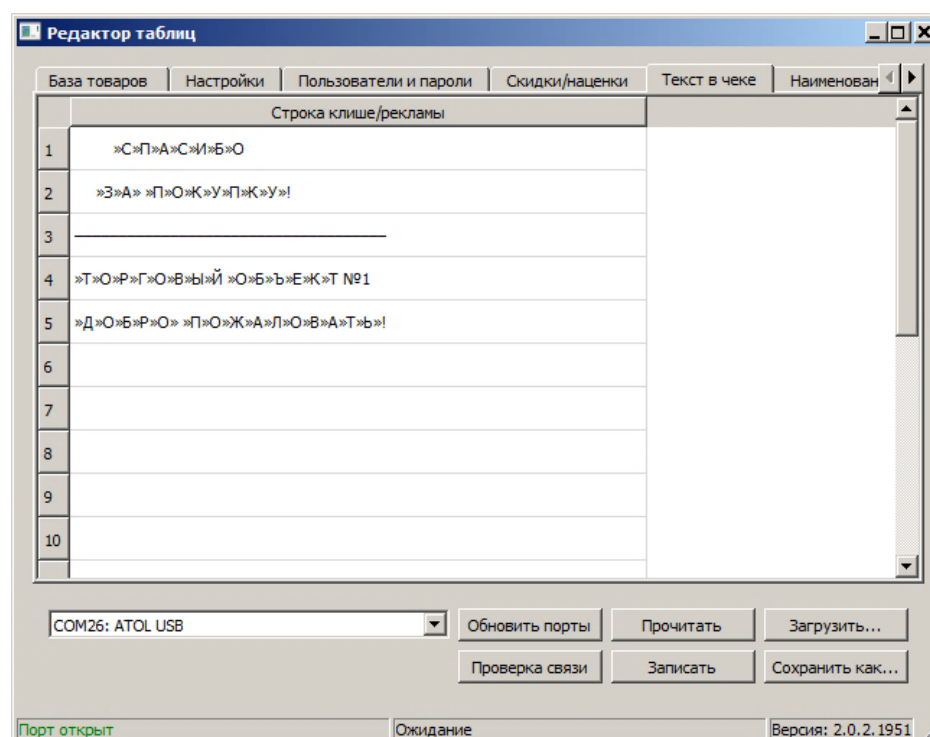 Редактор таблиц
База товаров Настройки Пользователи и пароли Скидки/наценки Текст в чеке Наименован
Строка клише/рекламы
1 »С»П»А»С»И»Б»О
2 »З»А» »П»О»К»У»П»К»У»!
3
4 »Т»О»Р»Г»О»В»Ы»Й »О»Б»Ъ»Е»К»Т №1
5 »Д»О»Б»Р»О» »П»О»Ж»А»Л»О»В»А»Т»Ь»!
6
7
8
9
10
COM26: ATOL USB Обновить порты Прочитать Загрузить...
Проверка связи Записать Сохранить как...
Порт открыт Ожидание Версия: 2.0.2.1951